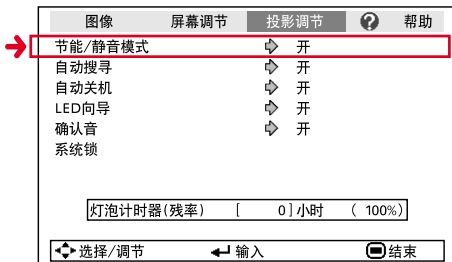 图像 屏幕调节 投影调节 ? 帮助
节能/静音模式 开
自动搜寻 开
自动关机 开
LED向导 开
确认音 开
系统锁
灯泡计时器(残率) [ 0]小时 ( 100%)
选择/调节 输入 结束